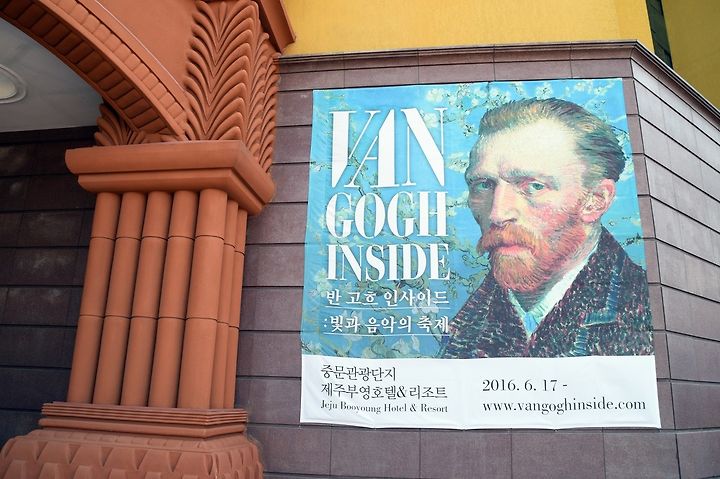 VAN
GOGH
INSIDE
반 고흐 인사이드
:빛과 음악의 축제
중문관광단지
제주부영호텔&리조트
Jeju Booyoung Hotel & Resort
2016. 6. 17 -
www.vangoghinside.com